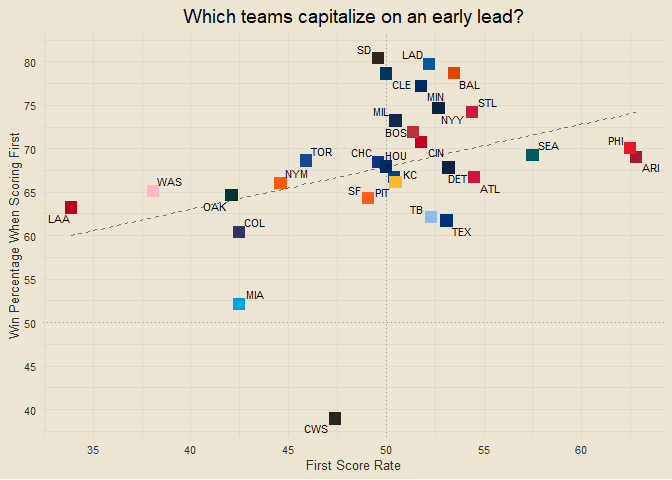 Which teams capitalize on an early lead?
Win Percentage When Scoring First
80
75
70
65
60
55
50
45
40
SD
LAD
CLE
BAL
MIN
STL
MIL
NYY
BOS
TOR
CHC
HOU
CIN
SEA
PHI
ARI
WAS
NYM
KC
DET
ATL
LAA
OAK
SF
PIT
COL
TB
TEX
MIA
CWS
35
40
45
50
55
60
First Score Rate